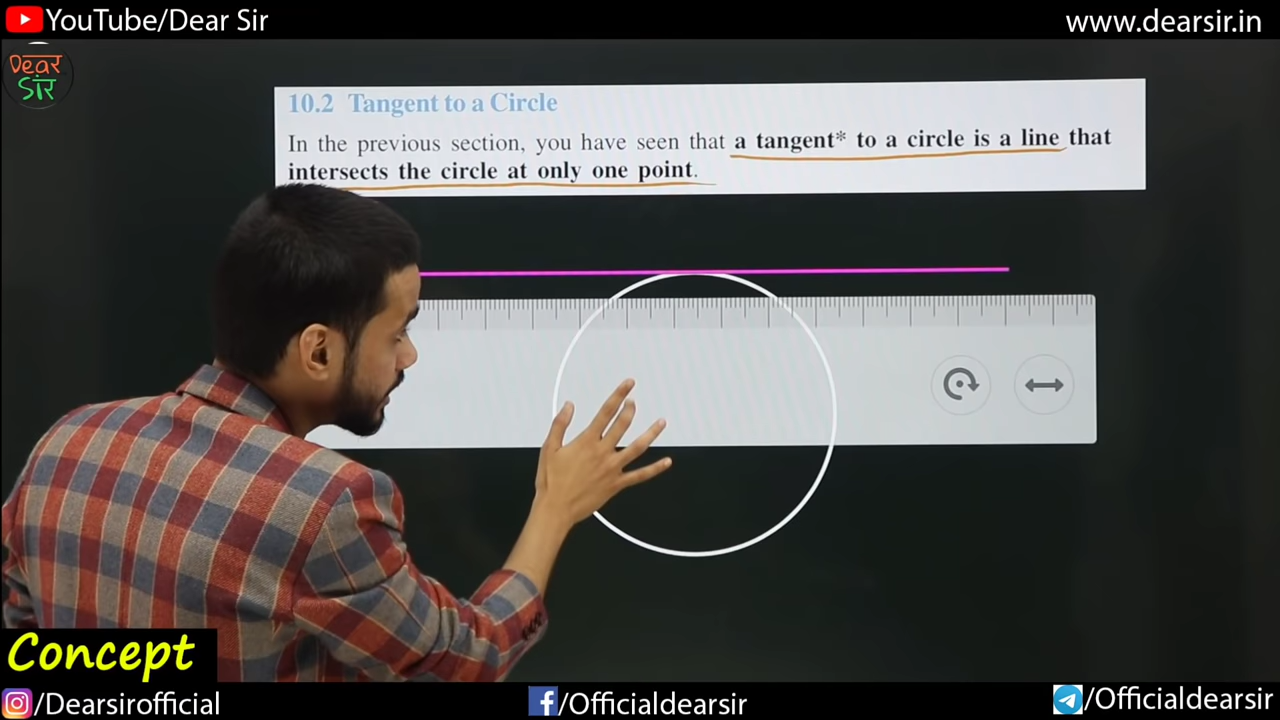 YouTube/Dear Sir
www.dearsir.in
Dear
सिर
10.2 Tangent to a Circle
In the previous section, you have seen that a tangent* to a circle is a line that
intersects the circle at only one point.
Concept
/Dearsirofficial
/Officialdearsir
/Officialdearsir